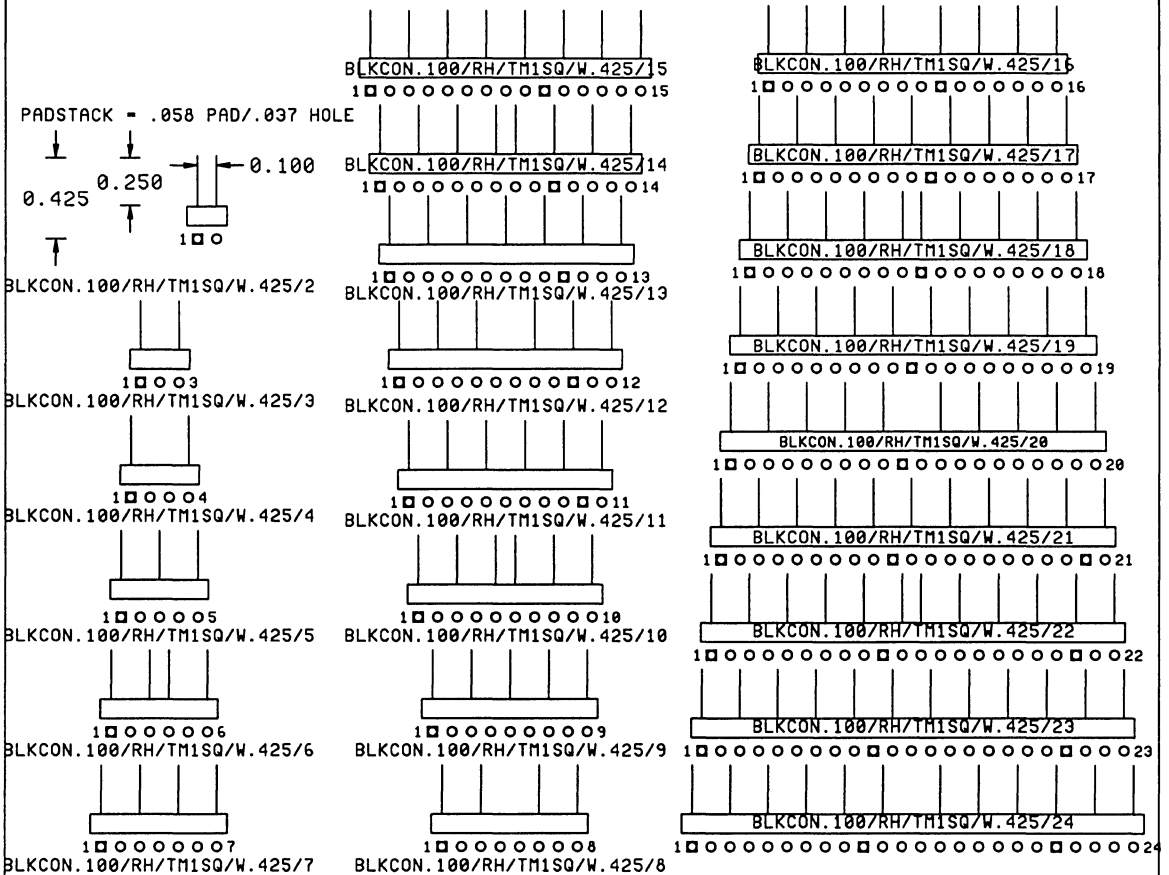 PADSTACK = .058 PAD/.037 HOLE
0.425
0.250
0.100
1
BLKCON.100/RH/TM1SQ/W.425/2
1 3
BLKCON.100/RH/TM1SQ/W.425/3
1 4
BLKCON.100/RH/TM1SQ/W.425/4
1 5
BLKCON.100/RH/TM1SQ/W.425/5
1 6
BLKCON.100/RH/TM1SQ/W.425/6
1 7
BLKCON.100/RH/TM1SQ/W.425/7
BLKCON.100/RH/TM1SQ/W.425/15
1 15
BLKCON.100/RH/TM1SQ/W.425/14
1 14
1 13
BLKCON.100/RH/TM1SQ/W.425/13
1 12
BLKCON.100/RH/TM1SQ/W.425/12
1 11
BLKCON.100/RH/TM1SQ/W.425/11
1 10
BLKCON.100/RH/TM1SQ/W.425/10
1 9
BLKCON.100/RH/TM1SQ/W.425/9
1 8
BLKCON.100/RH/TM1SQ/W.425/8
BLKCON.100/RH/TM1SQ/W.425/16
1 16
BLKCON.100/RH/TM1SQ/W.425/17
1 17
BLKCON.100/RH/TM1SQ/W.425/18
1 18
BLKCON.100/RH/TM1SQ/W.425/19
1 19
BLKCON.100/RH/TM1SQ/W.425/20
1 20
BLKCON.100/RH/TM1SQ/W.425/21
1 21
BLKCON.100/RH/TM1SQ/W.425/22
1 22
BLKCON.100/RH/TM1SQ/W.425/23
1 23
BLKCON.100/RH/TM1SQ/W.425/24
1 24